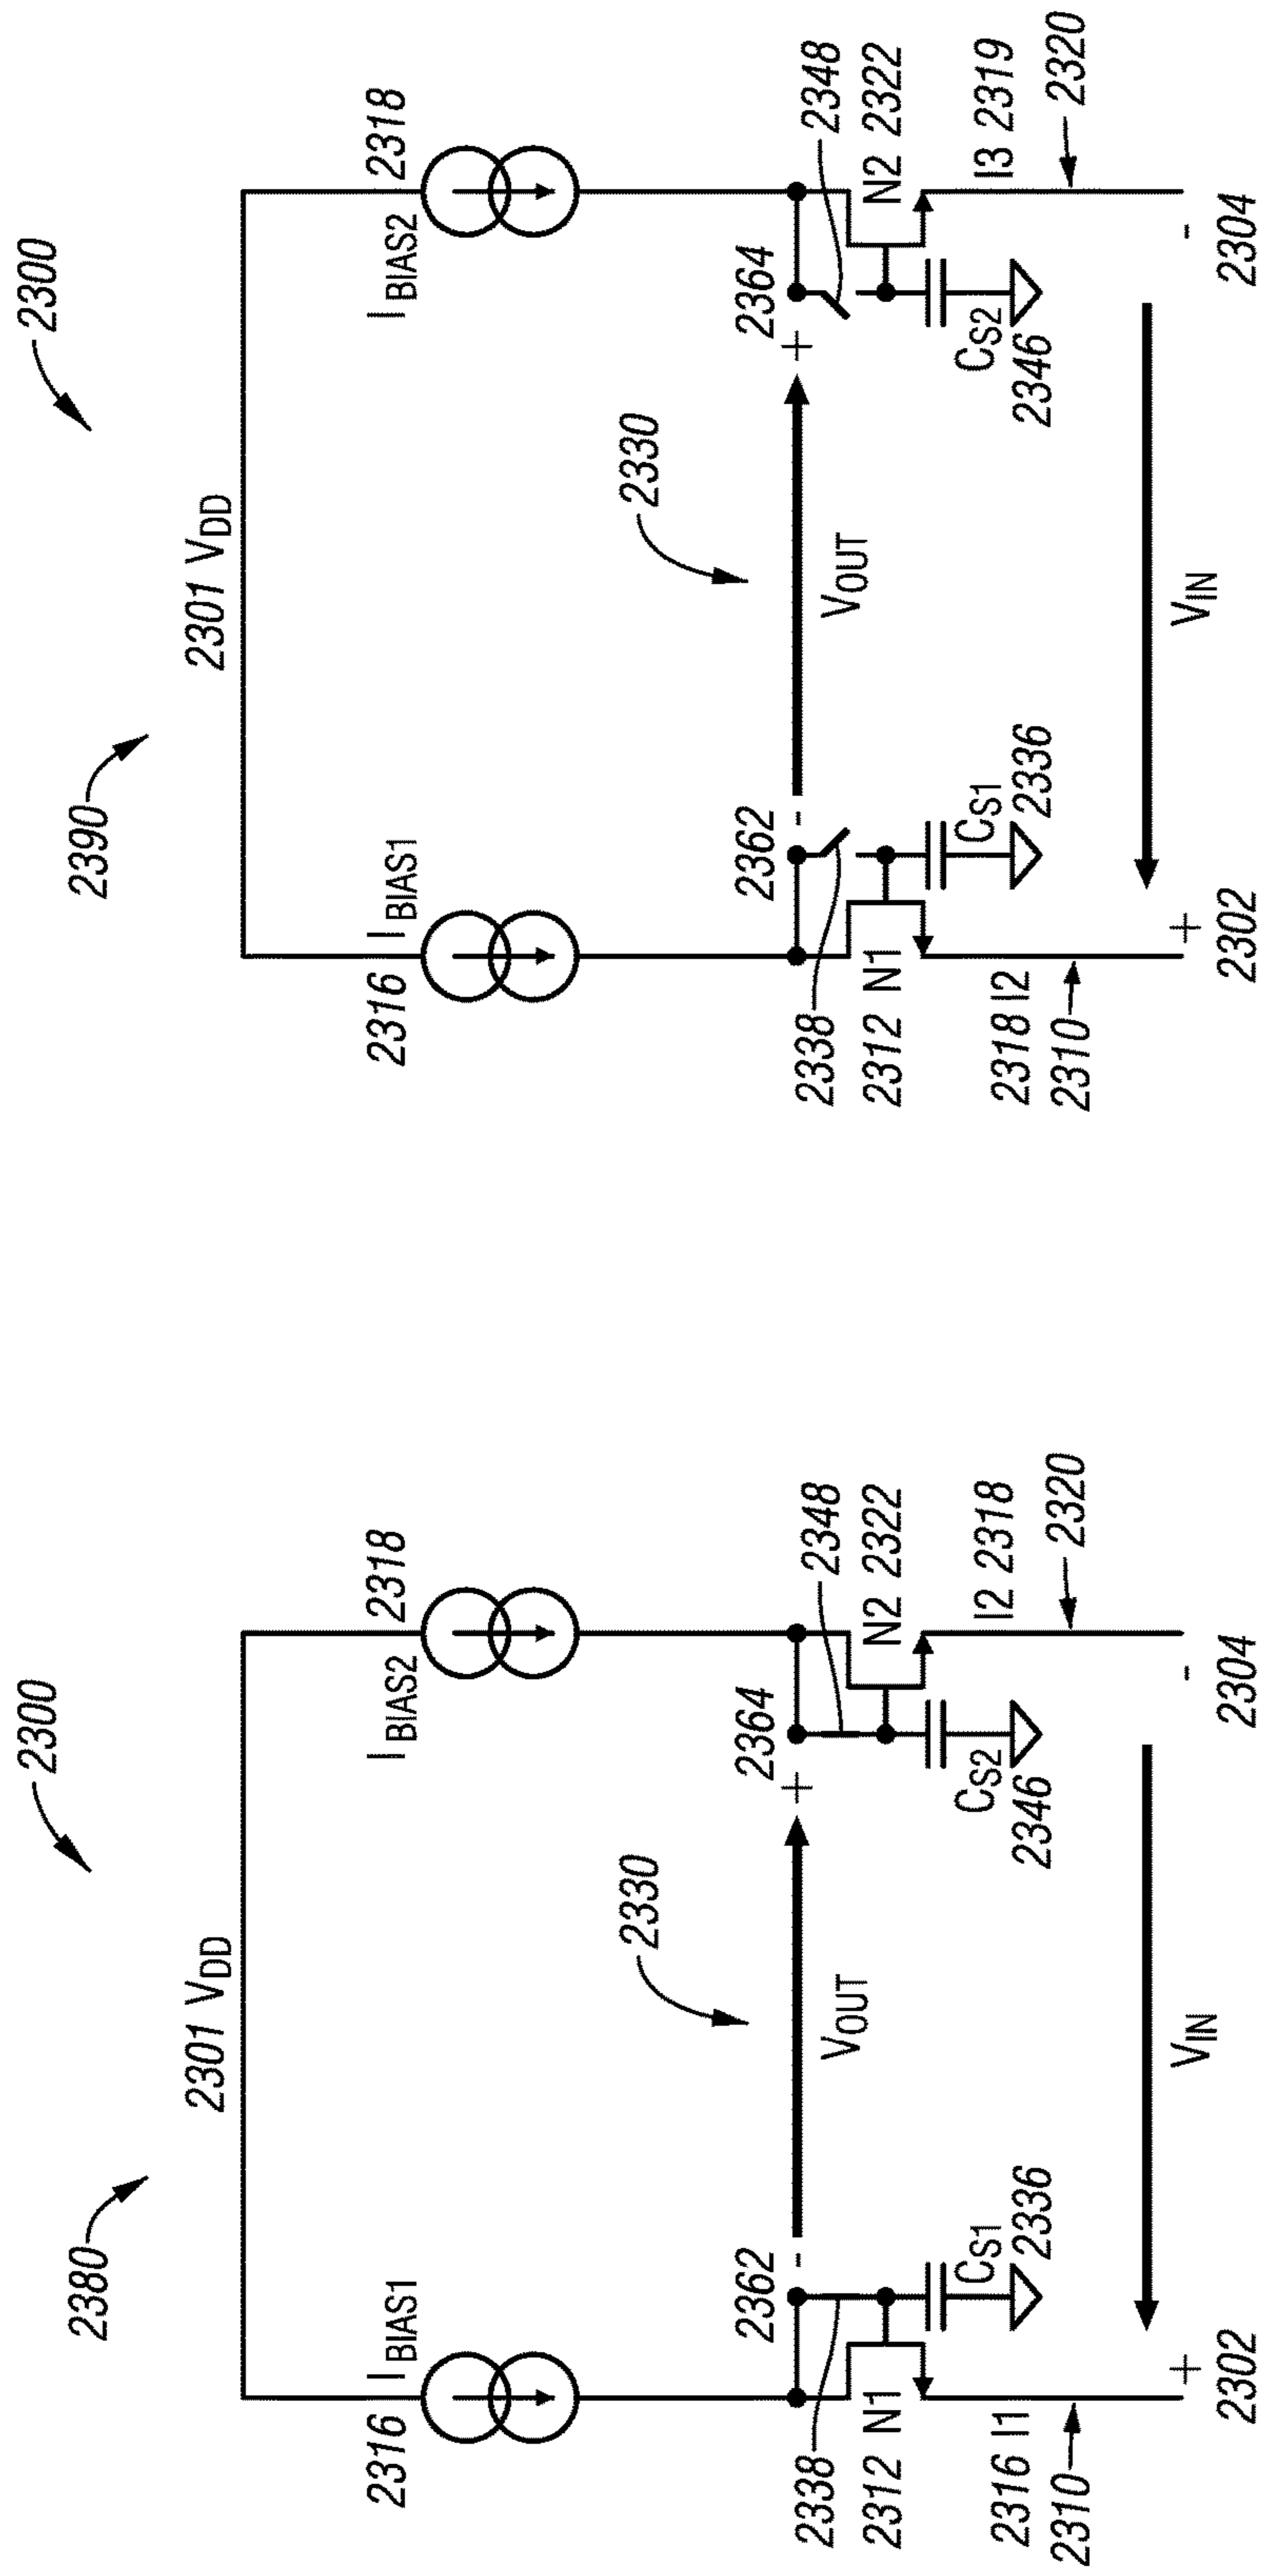 2300
2380
2301 VDD
2316
IBIAS1
IBIAS2
2318
2362
-
+
2364
2330
VOUT
2338
2348
2312 N1
N2 2322
CS1
2336
CS2
2346
2316 I1
I2 2318
2310
2320
VIN
+
-
2302
2304
2300
2390
2301 VDD
2316
IBIAS1
IBIAS2
2318
2362
-
+
2364
2330
VOUT
2338
2348
2312 N1
N2 2322
CS1
2336
CS2
2346
2318 I2
I3 2319
2310
2320
VIN
+
-
2302
2304